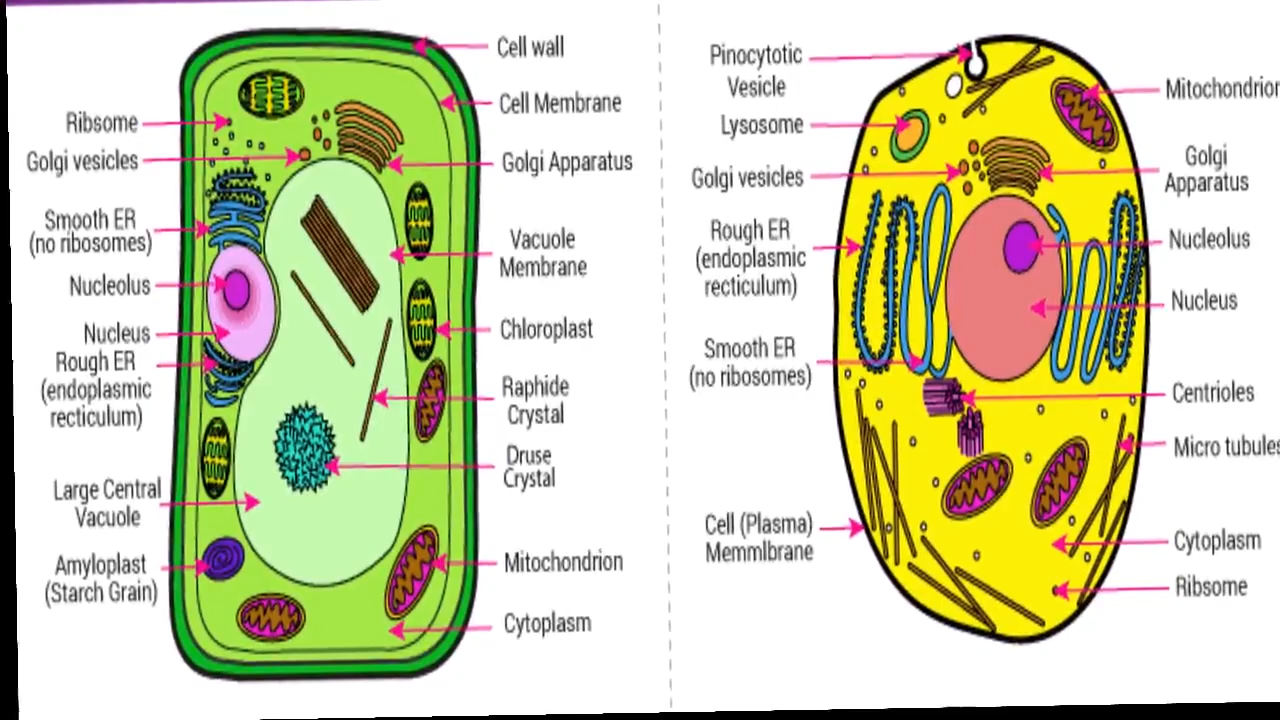 Cell wall
Cell Membrane
Ribsome
Golgi vesicles
Golgi Apparatus
Smooth ER
(no ribosomes)
Vacuole
Membrane
Nucleolus
Nucleus
Chloroplast
Rough ER
(endoplasmic
recticulum)
Raphide
Crystal
Druse
Crystal
Large Central
Vacuole
Amyloplast
(Starch Grain)
Mitochondrion
Cytoplasm
Pinocytotic
Vesicle
Mitochondrion
Lysosome
Golgi vesicles
Golgi
Apparatus
Rough ER
(endoplasmic
recticulum)
Nucleolus
Nucleus
Smooth ER
(no ribosomes)
Centrioles
Micro tubules
Cell (Plasma)
Memmlbrane
Cytoplasm
Ribsome